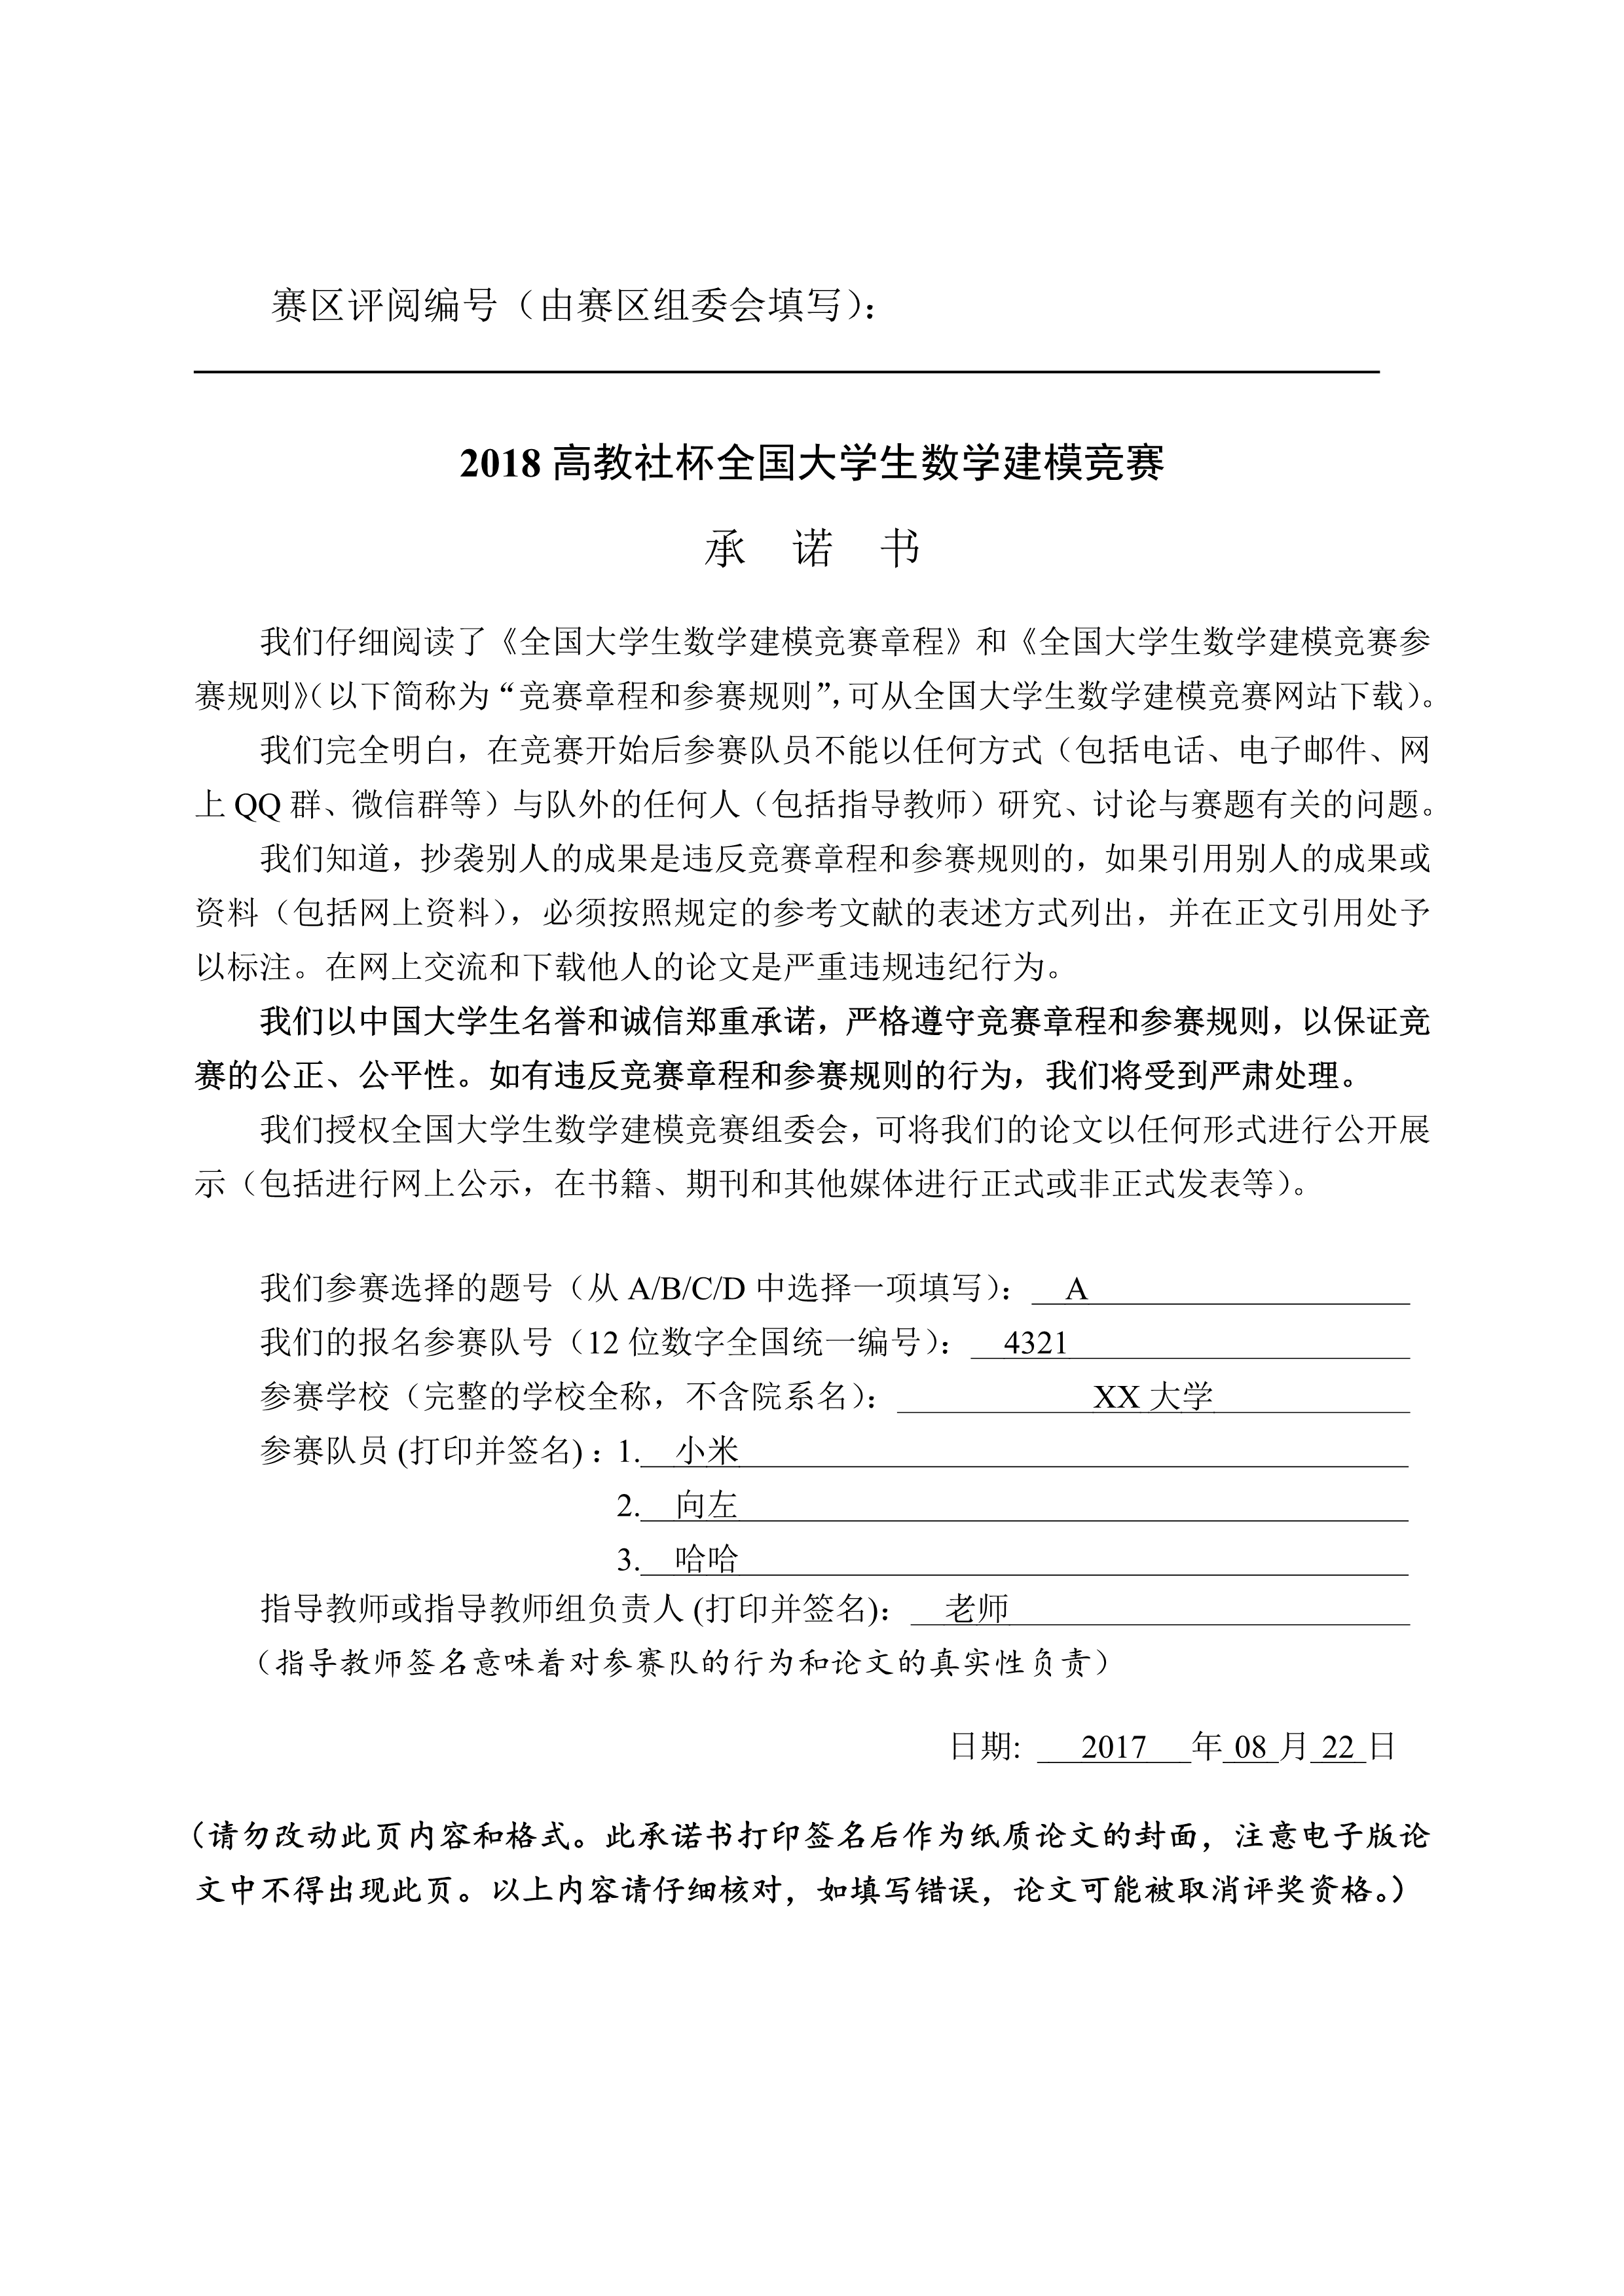 赛区评阅编号（由赛区组委会填写）：
2018 高教社杯全国大学生数学建模竞赛
承 诺 书
我们仔细阅读了《全国大学生数学建模竞赛章程》和《全国大学生数学建模竞赛参
赛规则》（以下简称为“竞赛章程和参赛规则”，可从全国大学生数学建模竞赛网站下载）。
我们完全明白，在竞赛开始后参赛队员不能以任何方式（包括电话、电子邮件、网
上 QQ 群、微信群等）与队外的任何人（包括指导教师）研究、讨论与赛题有关的问题。
我们知道，抄袭别人的成果是违反竞赛章程和参赛规则的，如果引用别人的成果或
资料（包括网上资料），必须按照规定的参考文献的表述方式列出，并在正文引用处予
以标注。在网上交流和下载他人的论文是严重违规违纪行为。
我们以中国大学生名誉和诚信郑重承诺，严格遵守竞赛章程和参赛规则，以保证竞
赛的公正、公平性。如有违反竞赛章程和参赛规则的行为，我们将受到严肃处理。
我们授权全国大学生数学建模竞赛组委会，可将我们的论文以任何形式进行公开展
示（包括进行网上公示，在书籍、期刊和其他媒体进行正式或非正式发表等）。
我们参赛选择的题号（从 A/B/C/D 中选择一项填写）： A
我们的报名参赛队号（12 位数字全国统一编号）： 4321
参赛学校（完整的学校全称，不含院系名）： XX 大学
参赛队员 (打印并签名)：1. 小米
2. 向左
3. 哈哈
指导教师或指导教师组负责人 (打印并签名)： 老师
（指导教师签名意味着对参赛队的行为和论文的真实性负责）
日期: 2017 年 08 月 22 日
（请勿改动此页内容和格式。此承诺书打印签名后作为纸质论文的封面，注意电子版论
文中不得出现此页。以上内容请仔细核对，如填写错误，论文可能被取消评奖资格。）